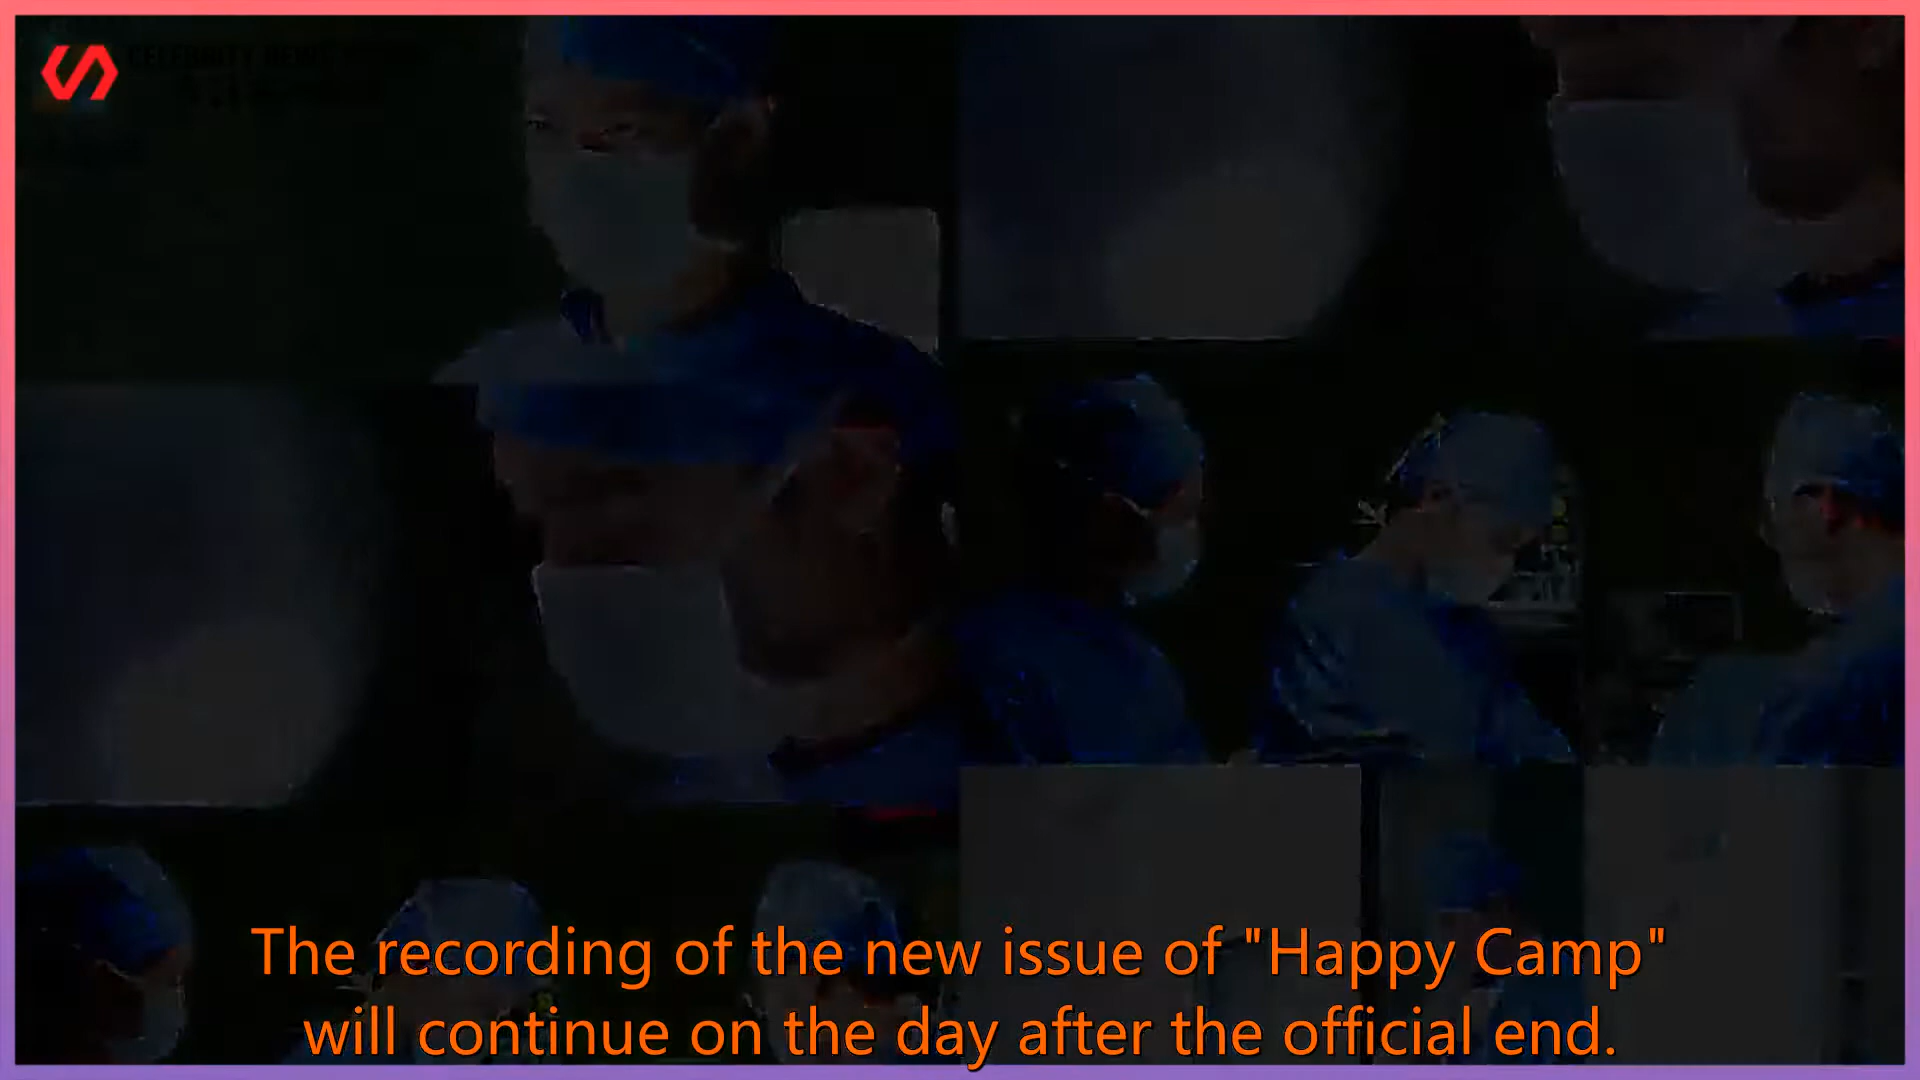 The recording of the new issue of "Happy Camp"
will continue on the day after the official end.